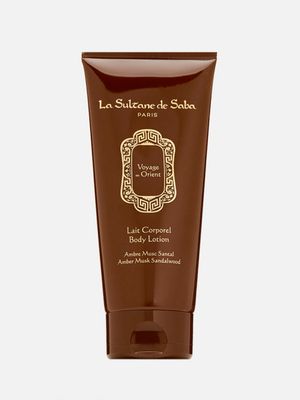 La Sultane de Saba
PARIS
Voyage
en Orient
Lait Corporel
Body Lotion
Ambre Musc Santal
Amber Musk Sandalwood